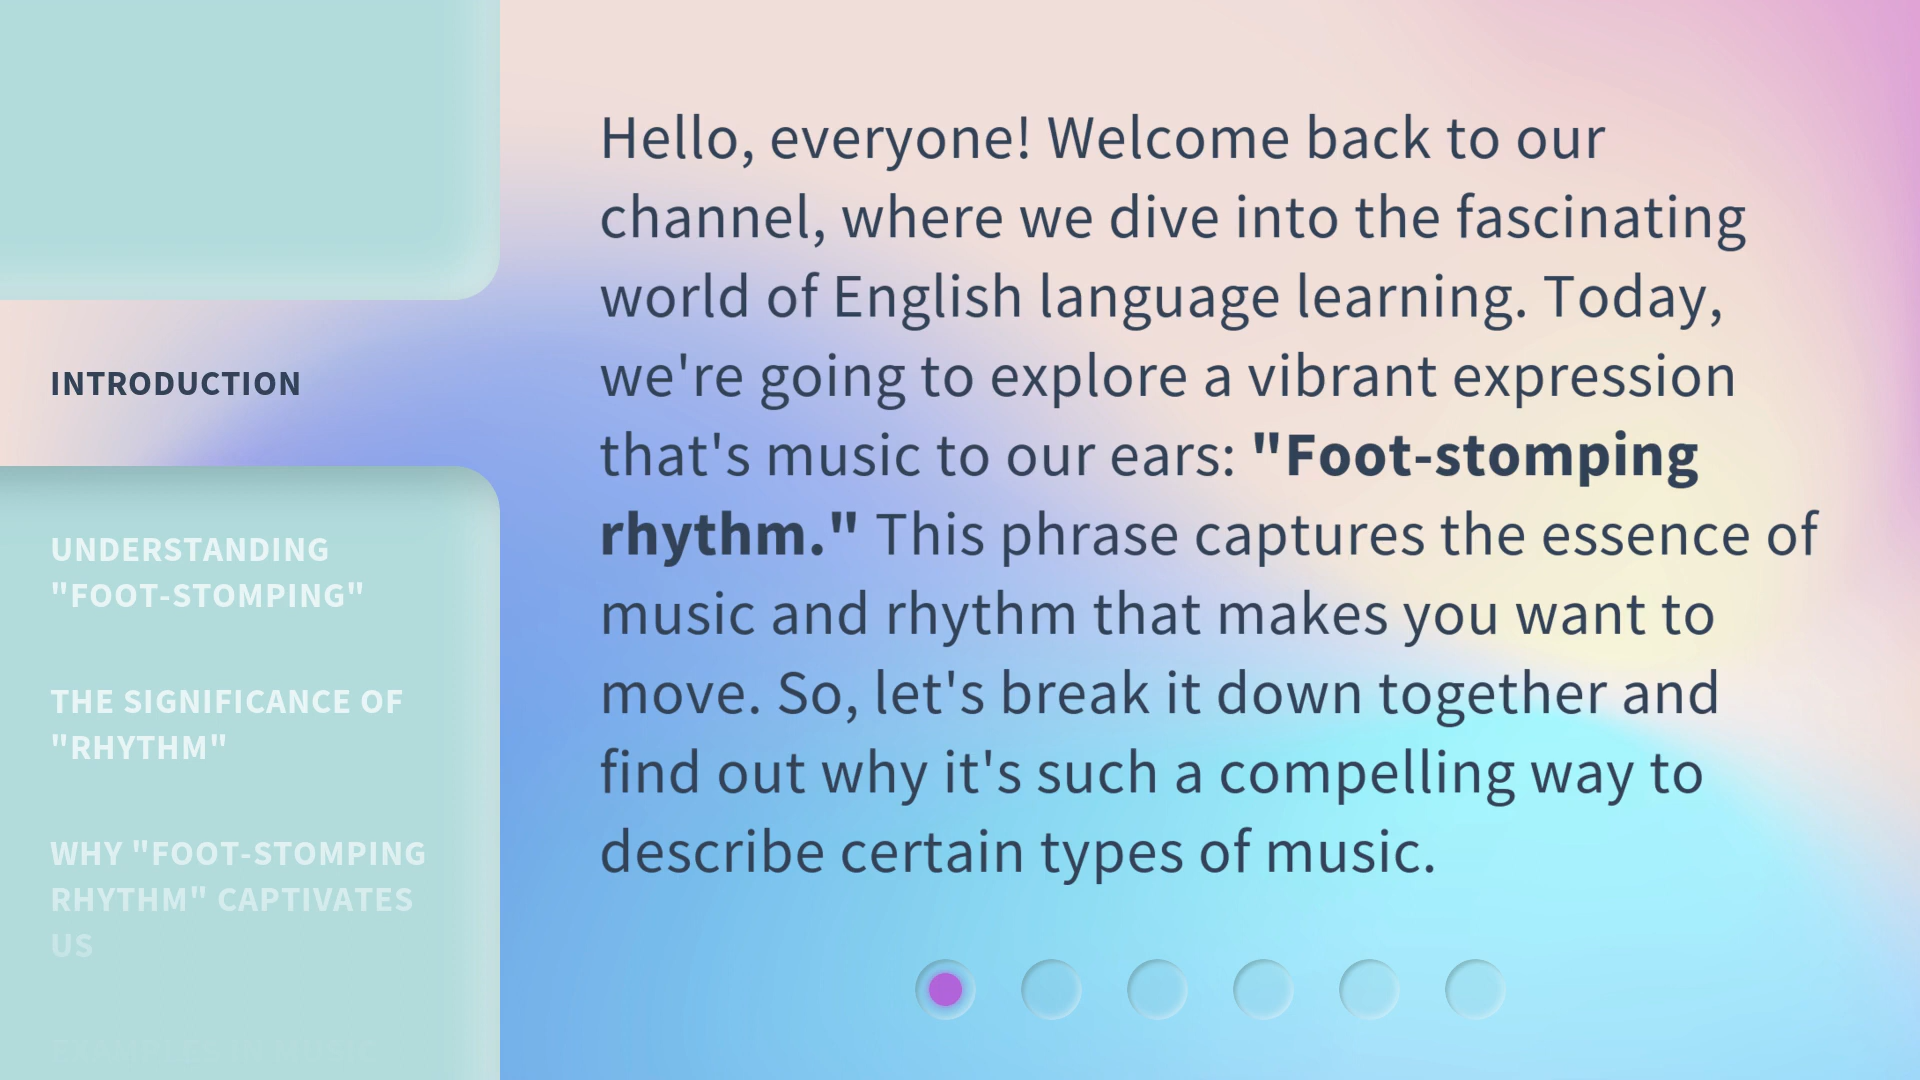 INTRODUCTION
UNDERSTANDING
"FOOT-STOMPING"
THE SIGNIFICANCE OF
"RHYTHM"
WHY "FOOT-STOMPING
RHYTHM" CAPTIVATES
US
EXAMPLES IN MUSIC
Hello, everyone! Welcome back to our
channel, where we dive into the fascinating
world of English language learning. Today,
we're going to explore a vibrant expression
that's music to our ears: "Foot-stomping
rhythm." This phrase captures the essence of
music and rhythm that makes you want to
move. So, let's break it down together and
find out why it's such a compelling way to
describe certain types of music.